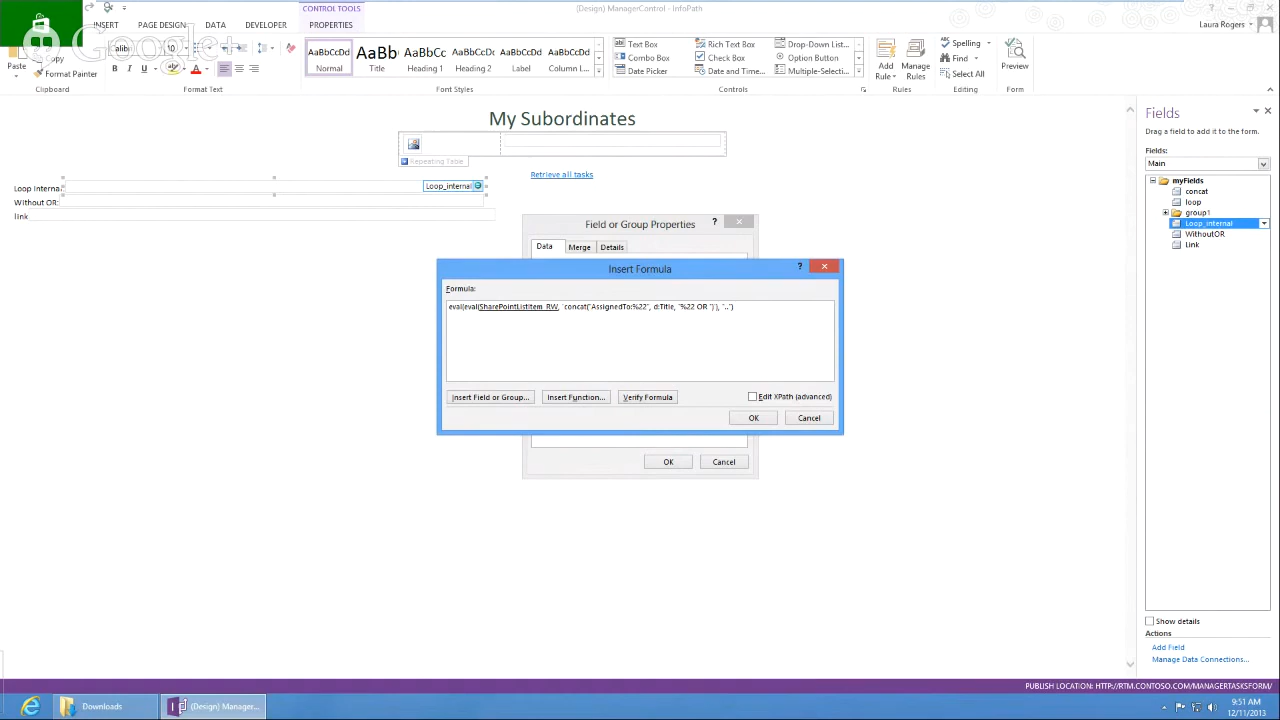 CONTROL TOOLS
(Design) ManagerControl - InfoPath
INSERT PAGE DESIGN DATA DEVELOPER PROPERTIES
Laura Rogers
Google+
Paste
Copy
Format Painter
Clipboard
10
B I U
Format Text
AaBbCcDd Normal
AaBb Title
AaBbCc Heading 1
AaBbCcDd Heading 2
AaBbCcDd Label
AaBbCcDd Column L...
Font Styles
Text Box
Combo Box
Date Picker
Rich Text Box
Check Box
Date and Time...
Drop-Down List...
Option Button
Multiple-Selecti...
Controls
Add Rule
Manage Rules
Rules
Spelling
Find
Select All
Editing
Preview
Form
My Subordinates
Repeating Table
Retrieve all tasks
Loop Internal:
Loop_internal
Without OR:
link
Field or Group Properties
Data Merge Details
Insert Formula
Formula:
eval(eval(SharePointListItem_RW, 'concat("AssignedTo:%22", d:Title, "%22 OR ")'), "..")
Insert Field or Group... Insert Function... Verify Formula
Edit XPath (advanced)
OK Cancel
OK Cancel
Fields
Drag a field to add it to the form.
Fields:
Main
myFields
concat
loop
group1
Loop_internal
WithoutOR
Link
Show details
Actions
Add Field
Manage Data Connections...
PUBLISH LOCATION: HTTP://RTM.CONTOSO.COM/MANAGERTASKSFORM/
Downloads
(Design) Manager...
9:51 AM
12/11/2013